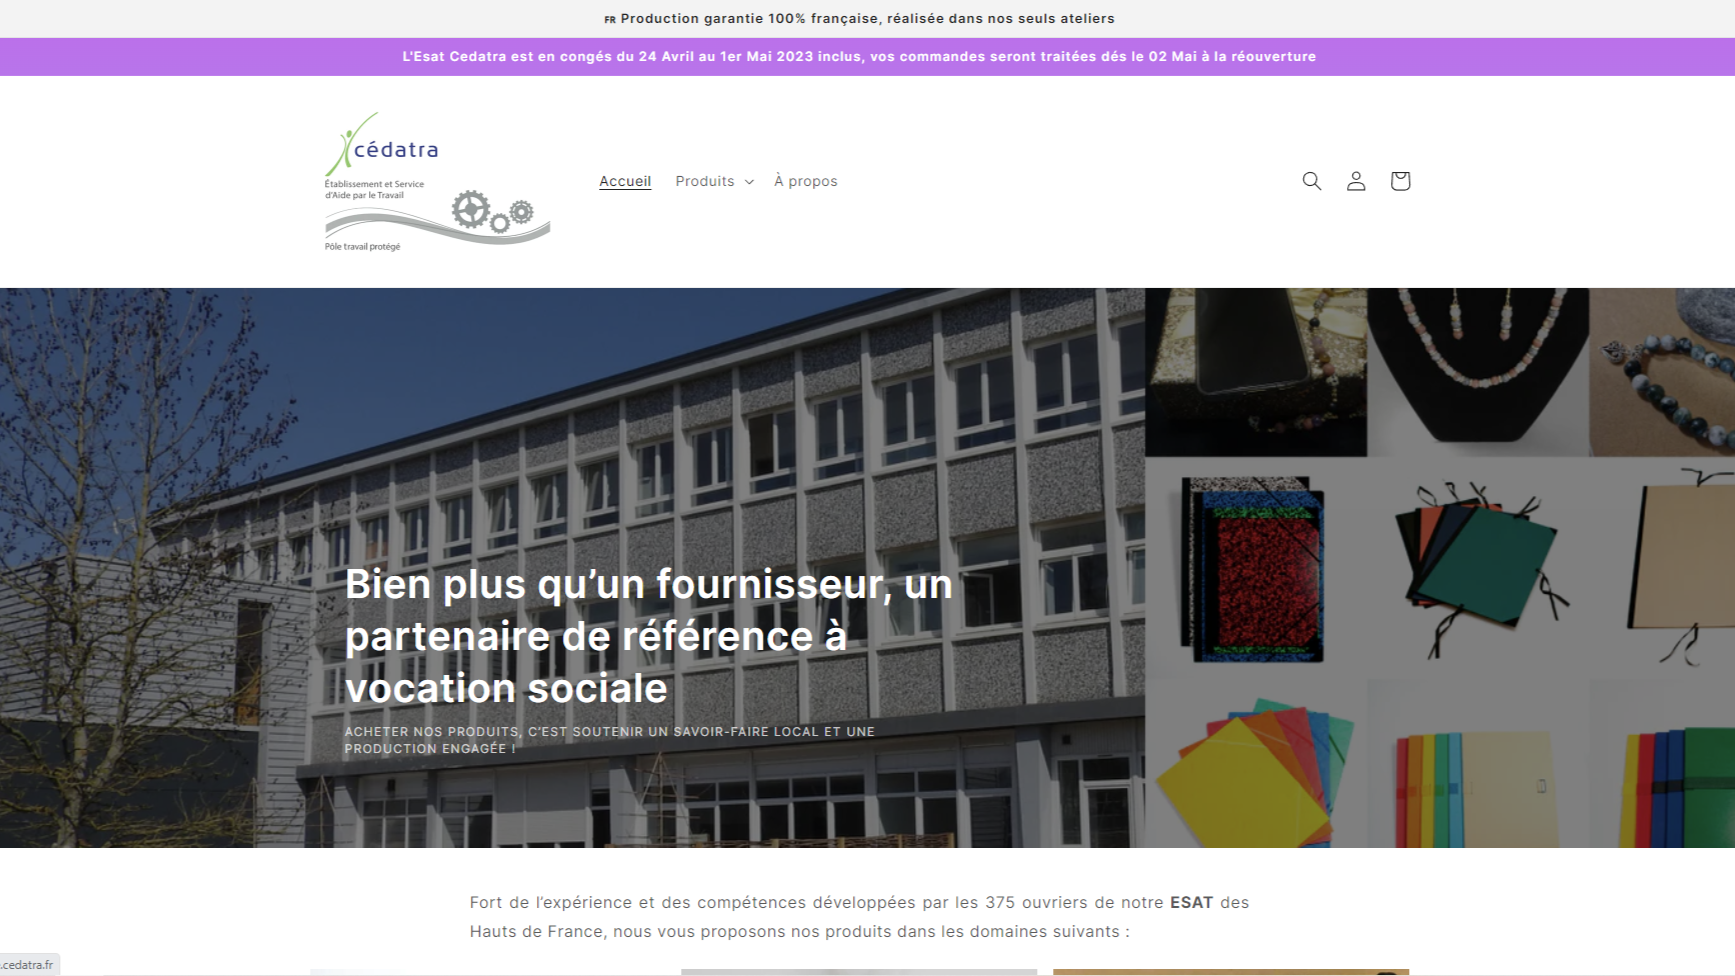 FR Production garantie 100% française, réalisée dans nos seuls ateliers
L'Esat Cedatra est en congés du 24 Avril au 1er Mai 2023 inclus, vos commandes seront traitées dés le 02 Mai à la réouverture
cédatra
Établissement et Service
d'Aide par le Travail
Pôle travail protégé
Accueil
Produits
À propos
Bien plus qu’un fournisseur, un
partenaire de référence à
vocation sociale
ACHETER NOS PRODUITS, C'EST SOUTENIR UN SAVOIR-FAIRE LOCAL ET UNE
PRODUCTION ENGAGÉE !
Fort de l’expérience et des compétences développées par les 375 ouvriers de notre ESAT des
Hauts de France, nous vous proposons nos produits dans les domaines suivants :
.cedatra.fr